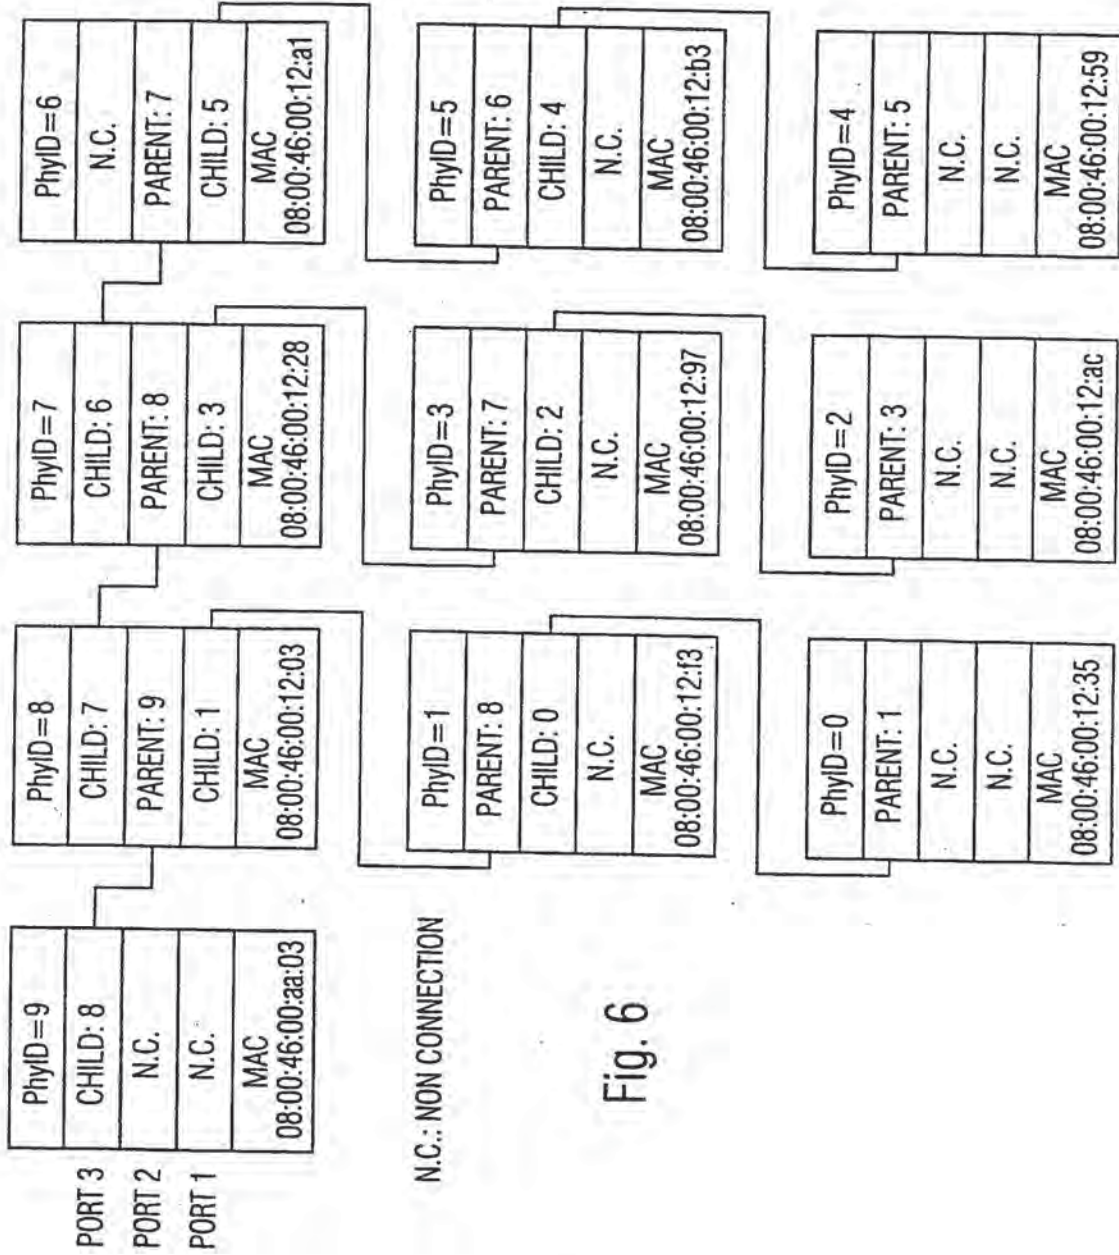 PhyID=9
PORT 3
CHILD: 8
PORT 2
N.C.
PORT 1
N.C.
MAC
08:00:46:00:aa:03
PhyID=8
CHILD: 7
PARENT: 9
CHILD: 1
MAC
08:00:46:00:12:03
PhyID=7
CHILD: 6
PARENT: 8
CHILD: 3
MAC
08:00:46:00:12:28
PhyID=6
N.C.
PARENT: 7
CHILD: 5
MAC
08:00:46:00:12:a1
PhyID=1
PARENT: 8
CHILD: 0
N.C.
MAC
08:00:46:00:12:f3
PhyID=3
PARENT: 7
CHILD: 2
N.C.
MAC
08:00:46:00:12:97
PhyID=5
PARENT: 6
CHILD: 4
N.C.
MAC
08:00:46:00:12:b3
PhyID=0
PARENT: 1
N.C.
N.C.
MAC
08:00:46:00:12:35
PhyID=2
PARENT: 3
N.C.
N.C.
MAC
08:00:46:00:12:ac
PhyID=4
PARENT: 5
N.C.
N.C.
MAC
08:00:46:00:12:59
N.C.: NON CONNECTION
Fig. 6